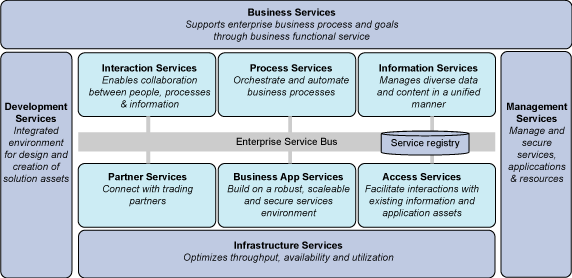 Business Services
Supports enterprise business process and goals
through business functional service
Development
Services
Integrated
environment
for design and
creation of
solution assets
Interaction Services
Enables collaboration
between people, processes
& information
Process Services
Orchestrate and automate
business processes
Information Services
Manages diverse data
and content in a unified
manner
Management
Services
Manage and
secure
services,
appliccations
& resources
Enterprise Service Bus
Service registry
Partner Services
Connect with trading
partners
Business App Services
Build on a robust, scaleable
and secure services
environment
Access Services
Facilitate interactions with
existing information and
application assets
Infrastructure Services
Optimizes throughput, availability and utilization